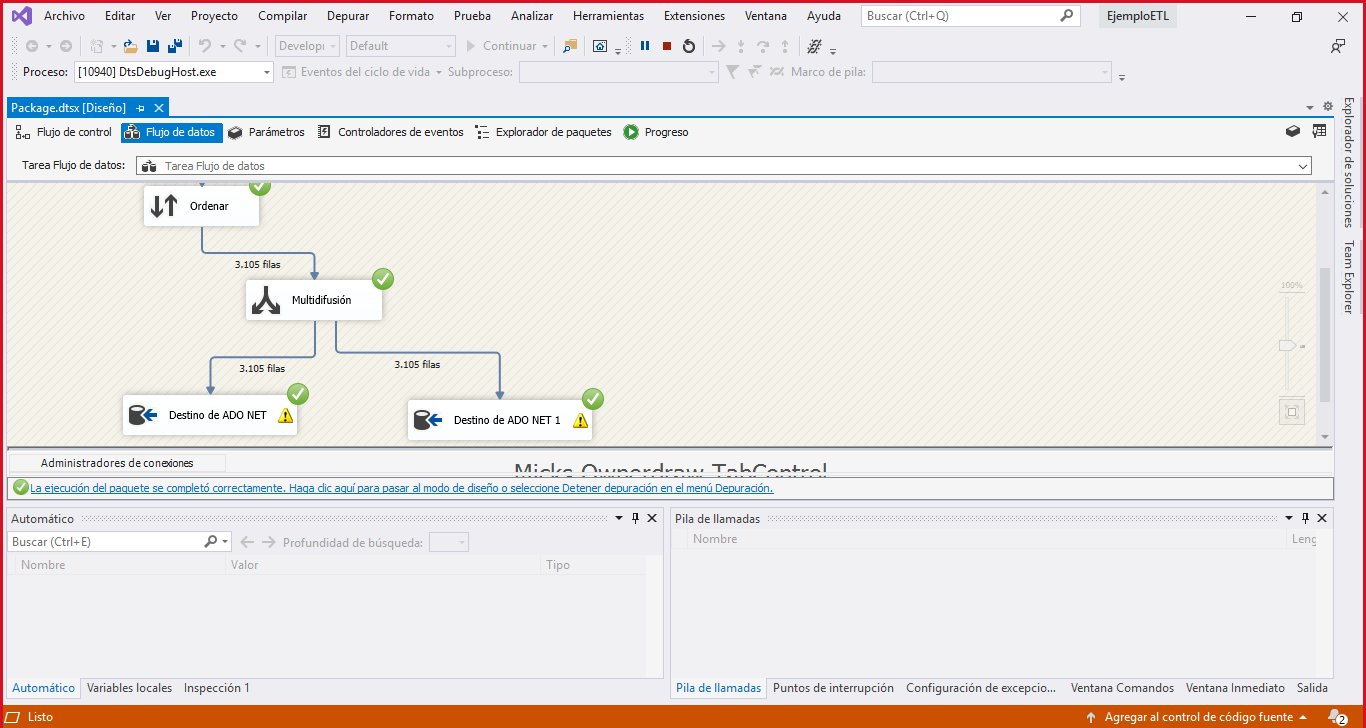 Archivo Editar Ver Proyecto Compilar Depurar Formato Prueba Analizar Herramientas Extensiones Ventana Ayuda Buscar (Ctrl+Q) EjemploETL
Default Continuar
Proceso: [10940] DtsDebugHost.exe Eventos del ciclo de vida Subproceso: Marco de pila:
Package.dtsx [Diseño]
Flujo de control Flujo de datos Parámetros Controladores de eventos Explorador de paquetes Progreso
Tarea Flujo de datos: Tarea Flujo de datos
Explorador de soluciones
Team Explorer
Ordenar
3.105 filas
100%
Multidifusión
3.105 filas 3.105 filas
Destino de ADO NET Destino de ADO NET 1
Administradores de conexiones
Micks Ownerdraw TabControl
La ejecución del paquete se completó correctamente. Haga clic aquí para pasar al modo de diseño o seleccione Detener depuración en el menú Depuración.
Automático Pila de llamadas
Buscar (Ctrl+E) Profundidad de búsqueda: Nombre Leng
Nombre Valor Tipo
Automático Variables locales Inspección 1 Pila de llamadas Puntos de interrupción Configuración de excepcio... Ventana Comandos Ventana Inmediato Salida
Listo Agregar al control de código fuente 2